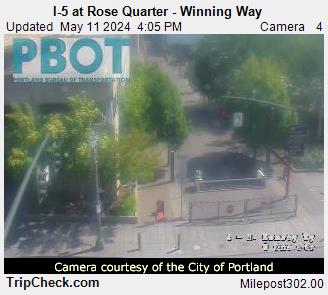 I-5 at Rose Quarter - Winning Way
Updated May 11 2024 4:05 PM Camera 4
PBOT
PORTLAND BUREAU OF TRANSPORTATION
Camera courtesy of the City of Portland
TripCheck.com Milepost302.00